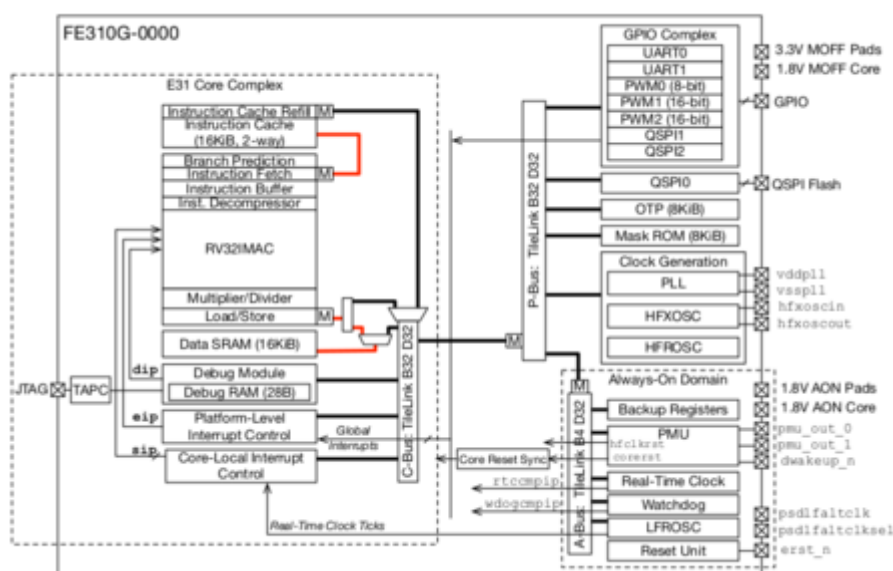 FE310G-0000
E31 Core Complex
Instruction Cache Refill
M
Instruction Cache
(16KiB, 2-way)
Branch Prediction
Instruction Fetch
M
Instruction Buffer
Inst. Decompressor
RV32IMAC
Multiplier/Divider
Load/Store
M
Data SRAM (16KiB)
dip
Debug Module
Debug RAM (28B)
JTAG
TAPC
eip
Platform-Level
Interrupt Control
sip
Core-Local Interrupt
Control
C-Bus: TileLink B32 D32
Global
Interrupts
Real-Time Clock Ticks
M
P-Bus: TileLink B32 D32
GPIO Complex
UART0
UART1
PWM0 (8-bit)
PWM1 (16-bit)
PWM2 (16-bit)
QSPI1
QSPI2
3.3V MOFF Pads
1.8V MOFF Core
GPIO
QSPI0
QSPI Flash
OTP (8KiB)
Mask ROM (8KiB)
Clock Generation
PLL
HFXOSC
HFROSC
vddpll
vsspll
hfxoscin
hfxoscout
Always-On Domain
M
A-Bus: TileLink B4 D32
Backup Registers
PMU
hfclkrst
corerst
Core Reset Sync
Real-Time Clock
rtccmpip
Watchdog
wdogcmpip
LFROSC
Reset Unit
1.8V AON Pads
1.8V AON Core
pmu_out_0
pmu_out_1
dwakeup_n
psdlfaltclk
psdlfaltclksel
erst_n